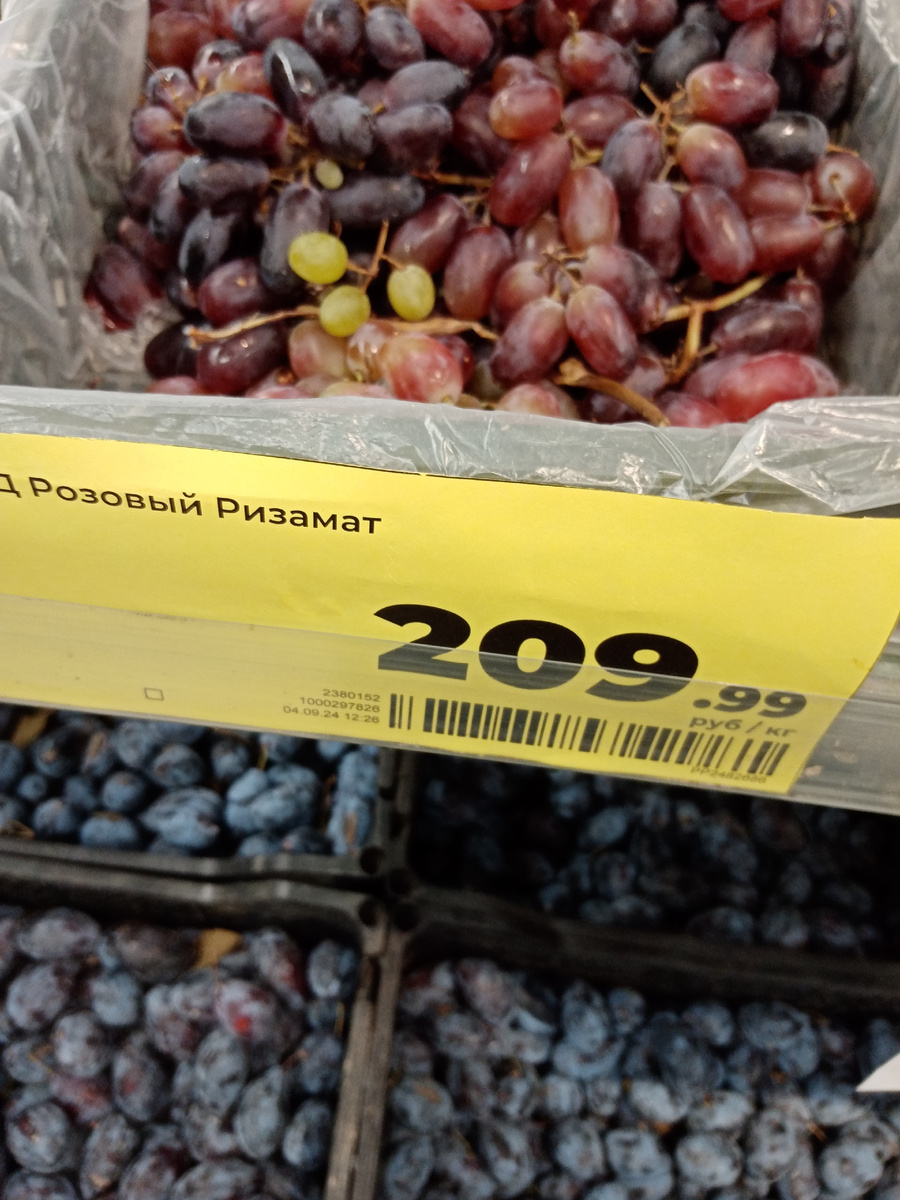 Д Розовый Ризамат
209.99
руб / кг
2380152
1000297826
04.09.24 12:26